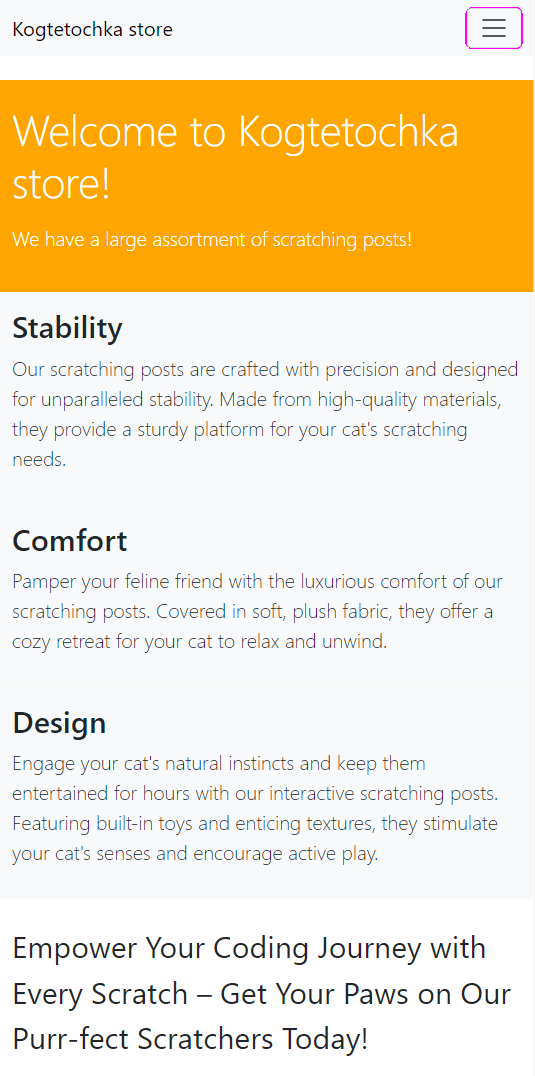 Kogtetochka store
Welcome to Kogtetochka
store!
We have a large assortment of scratching posts!
Stability
Our scratching posts are crafted with precision and designed
for unparalleled stability. Made from high-quality materials,
they provide a sturdy platform for your cat's scratching
needs.
Comfort
Pamper your feline friend with the luxurious comfort of our
scratching posts. Covered in soft, plush fabric, they offer a
cozy retreat for your cat to relax and unwind.
Design
Engage your cat's natural instincts and keep them
entertained for hours with our interactive scratching posts.
Featuring built-in toys and enticing textures, they stimulate
your cat's senses and encourage active play.
Empower Your Coding Journey with
Every Scratch – Get Your Paws on Our
Purr-fect Scratchers Today!